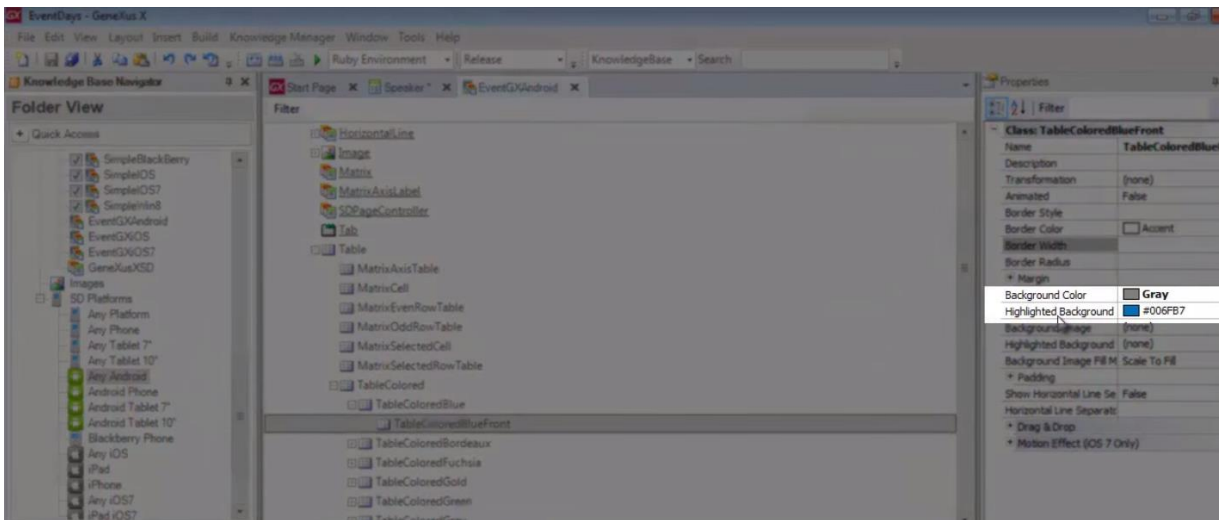 EventDays - GeneXus X
File Edit View Layout Insert Build Knowledge Manager Window Tools Help
Ruby Environment Release KnowledgeBase Search
Knowledge Base Navigator
Folder View
Quick Access
SimpleBlackBerry
SimpleIOS
SimpleIOS7
SimpleWin8
EventGXAndroid
EventGXiOS
EventGXiOS7
GeneXusXSD
Images
SD Platforms
Any Platform
Any Phone
Any Tablet 7"
Any Tablet 10"
Any Android
Android Phone
Android Tablet 7"
Android Tablet 10"
Blackberry Phone
Any iOS
iPad
iPhone
Any iOS7
iPad iOS7
Start Page Speaker * EventGXAndroid
Filter
HorizontalLine
Image
Matrix
MatrixAxisLabel
SDPageController
Tab
Table
MatrixAxisTable
MatrixCell
MatrixEvenRowTable
MatrixOddRowTable
MatrixSelectedCell
MatrixSelectedRowTable
TableColored
TableColoredBlue
TableColoredBlueFront
TableColoredBordeaux
TableColoredFuchsia
TableColoredGold
TableColoredGreen
TableColoredGrey
Properties
Filter
Class: TableColoredBlueFront
Name TableColoredBlue
Description
Transformation (none)
Animated False
Border Style
Border Color Accent
Border Width
Border Radius
Margin
Background Color Gray
Highlighted Background #006FB7
Background Image (none)
Highlighted Background (none)
Background Image Fill M Scale To Fill
Padding
Show Horizontal Line Se False
Horizontal Line Separato
Drag & Drop
Motion Effect (iOS 7 Only)